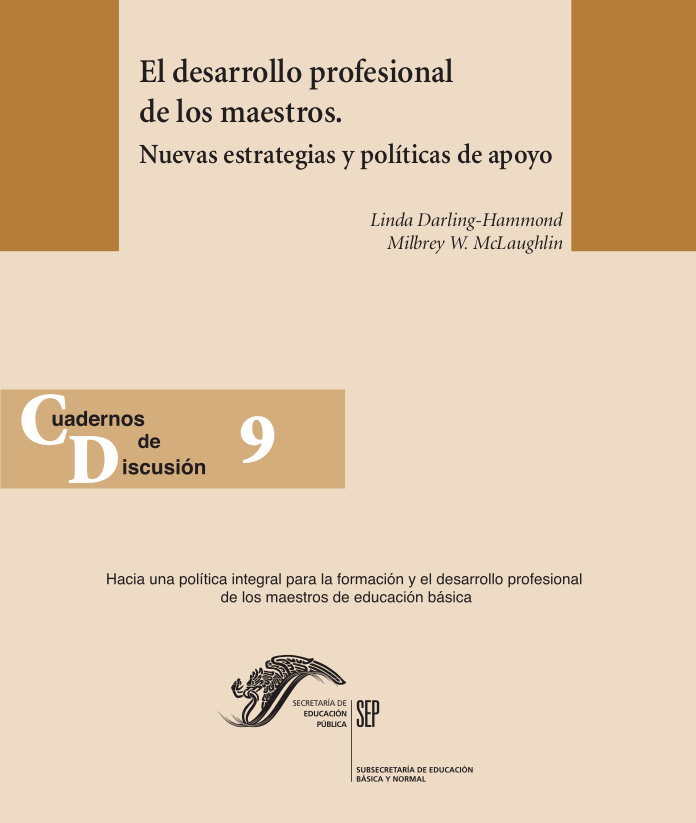 El desarrollo profesional
de los maestros.
Nuevas estrategias y políticas de apoyo
Linda Darling-Hammond
Milbrey W. McLaughlin
Cuadernos
de
Discusión
9
Hacia una política integral para la formación y el desarrollo profesional
de los maestros de educación básica
SECRETARÍA DE
EDUCACIÓN
PÚBLICA
SEP
SUBSECRETARÍA DE EDUCACIÓN
BÁSICA Y NORMAL